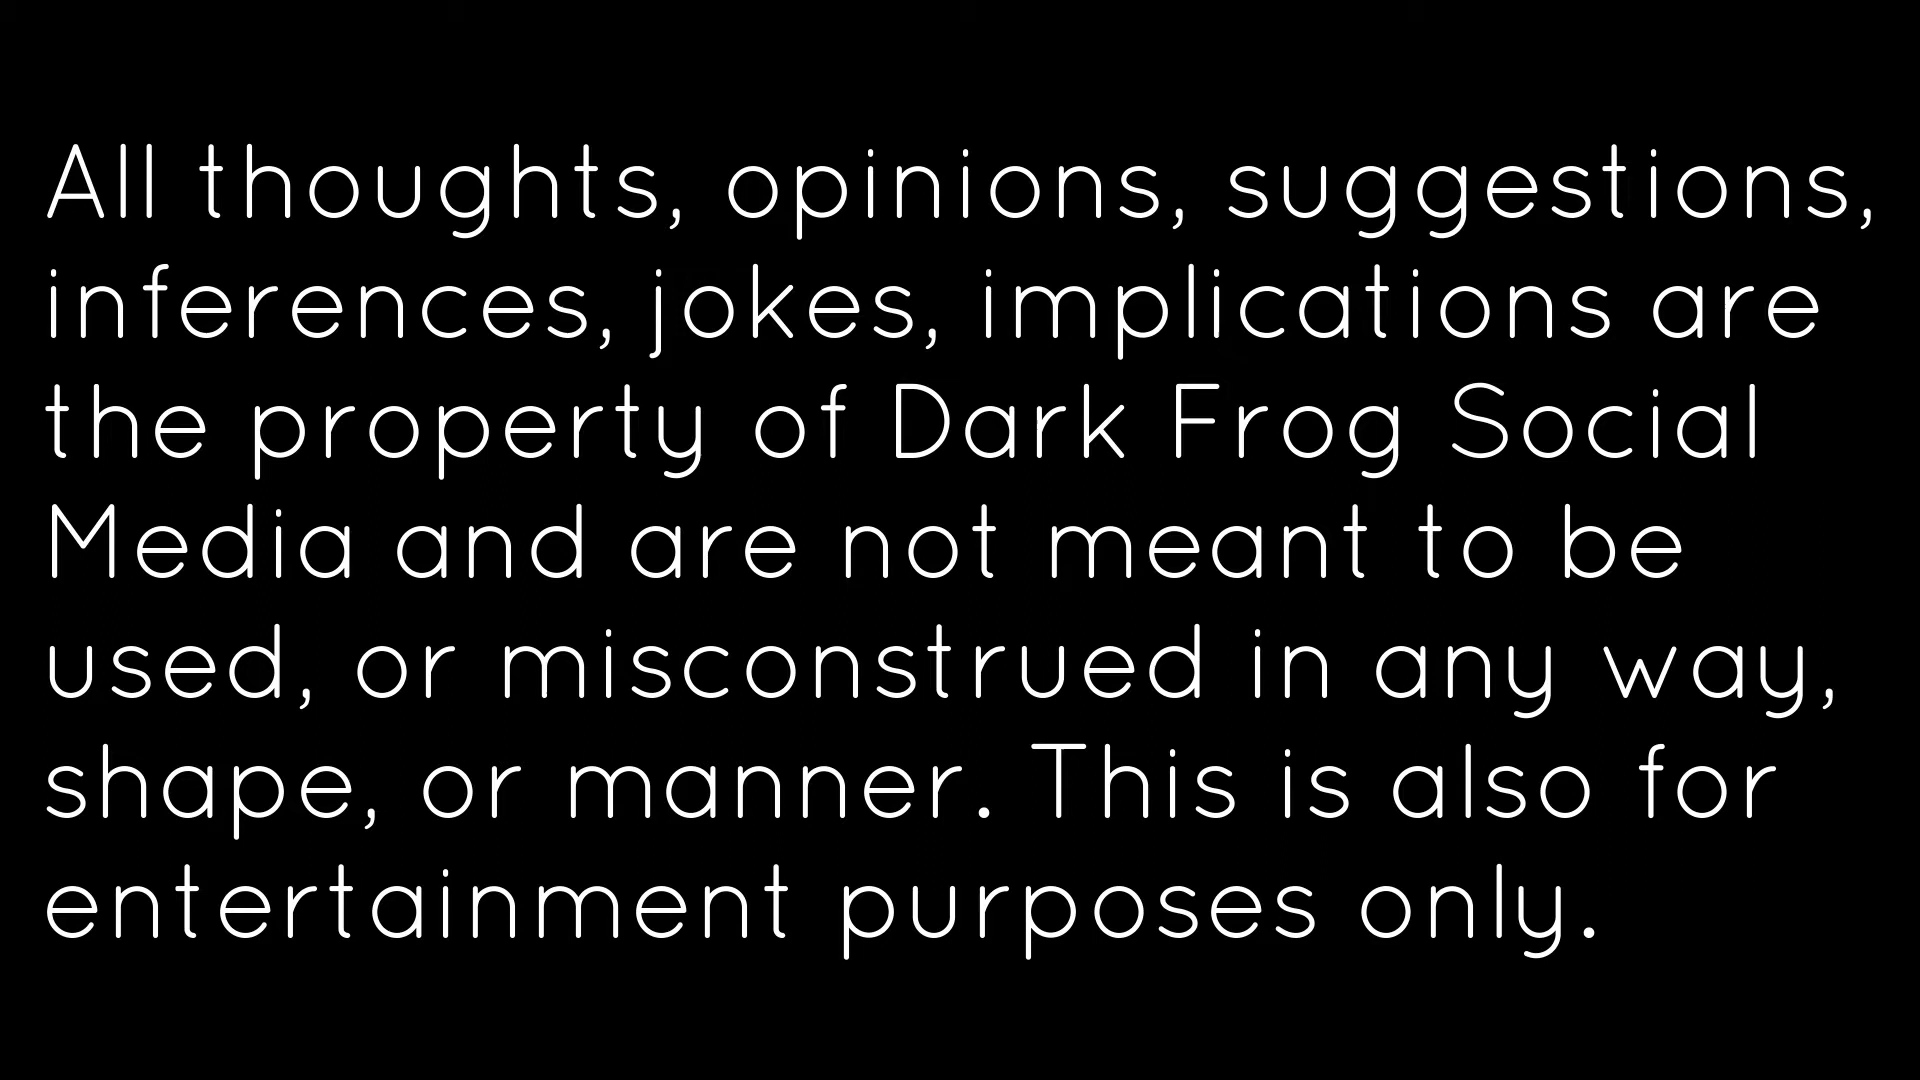 All thoughts, opinions, suggestions,
inferences, jokes, implications are
the property of Dark Frog Social
Media and are not meant to be
used, or misconstrued in any way,
shape, or manner. This is also for
entertainment purposes only.